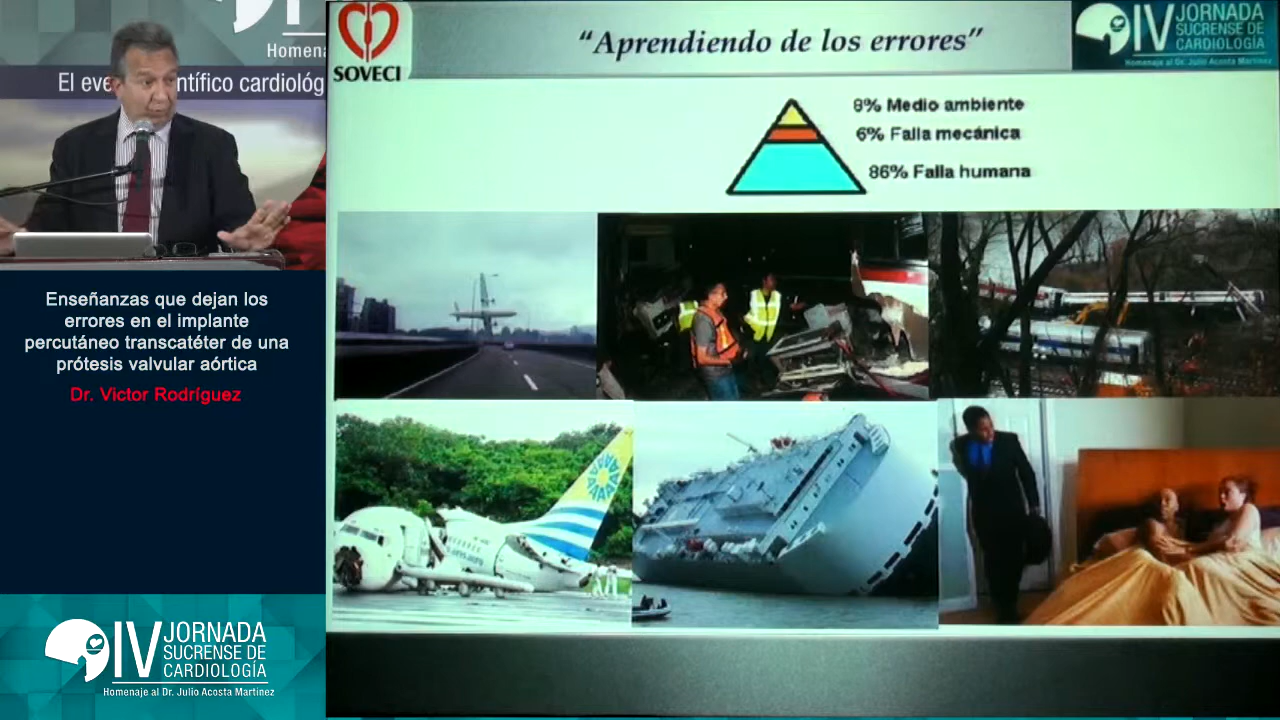 Homena
El eve
ntífico cardiológ
Enseñanzas que dejan los
errores en el implante
percutáneo transcatéter de una
prótesis valvular aórtica
Dr. Victor Rodríguez
IV JORNADA
SUCRENSE DE
CARDIOLOGÍA
Homenaje al Dr. Julio Acosta Martinez
SOVECI
“Aprendiendo de los errores”
IV JORNADA
SUCRENSE DE
CARDIOLOGÍA
Homenaje al Dr. Julio Acosta Martinez
8% Medio ambiente
6% Falla mecánica
86% Falla humana